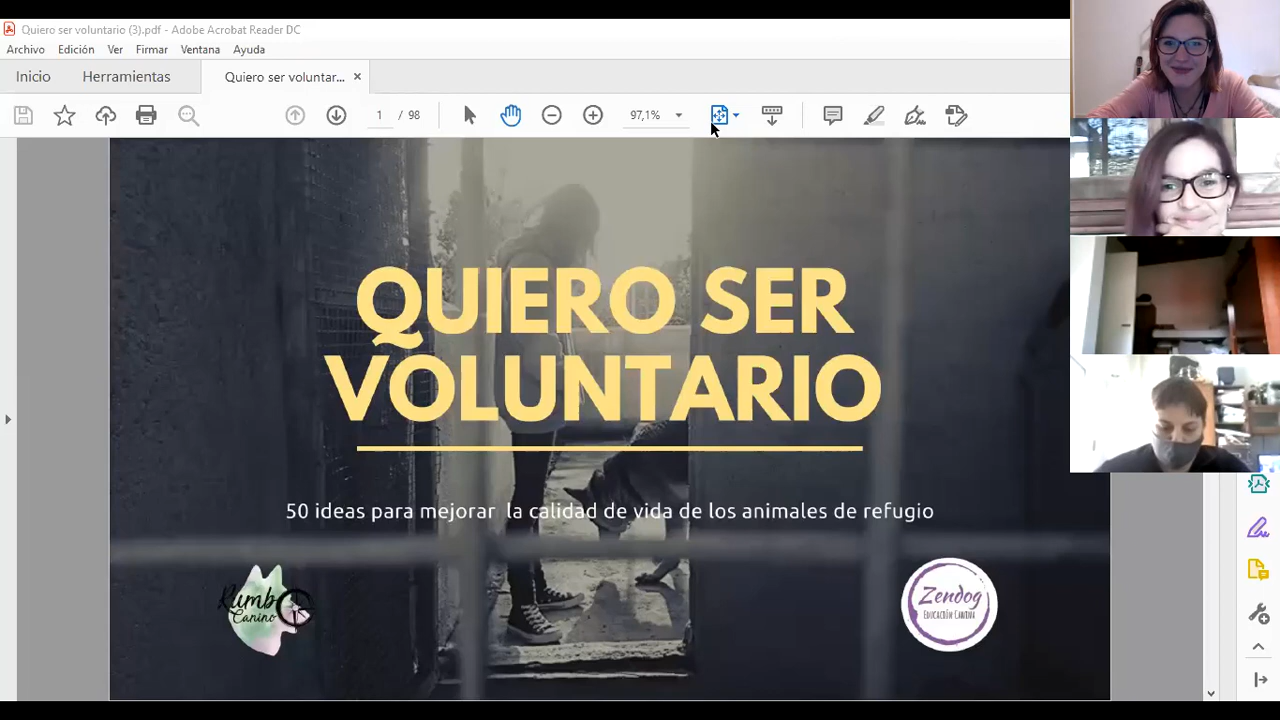 Quiero ser voluntario (3).pdf - Adobe Acrobat Reader DC
Archivo Edición Ver Firmar Ventana Ayuda
Inicio Herramientas Quiero ser voluntar... ×
1 / 98 97,1%
QUIERO SER
VOLUNTARIO
50 ideas para mejorar la calidad de vida de los animales de refugio
Rumbo
Canino
Zendog
EDUCACIÓN CANINA